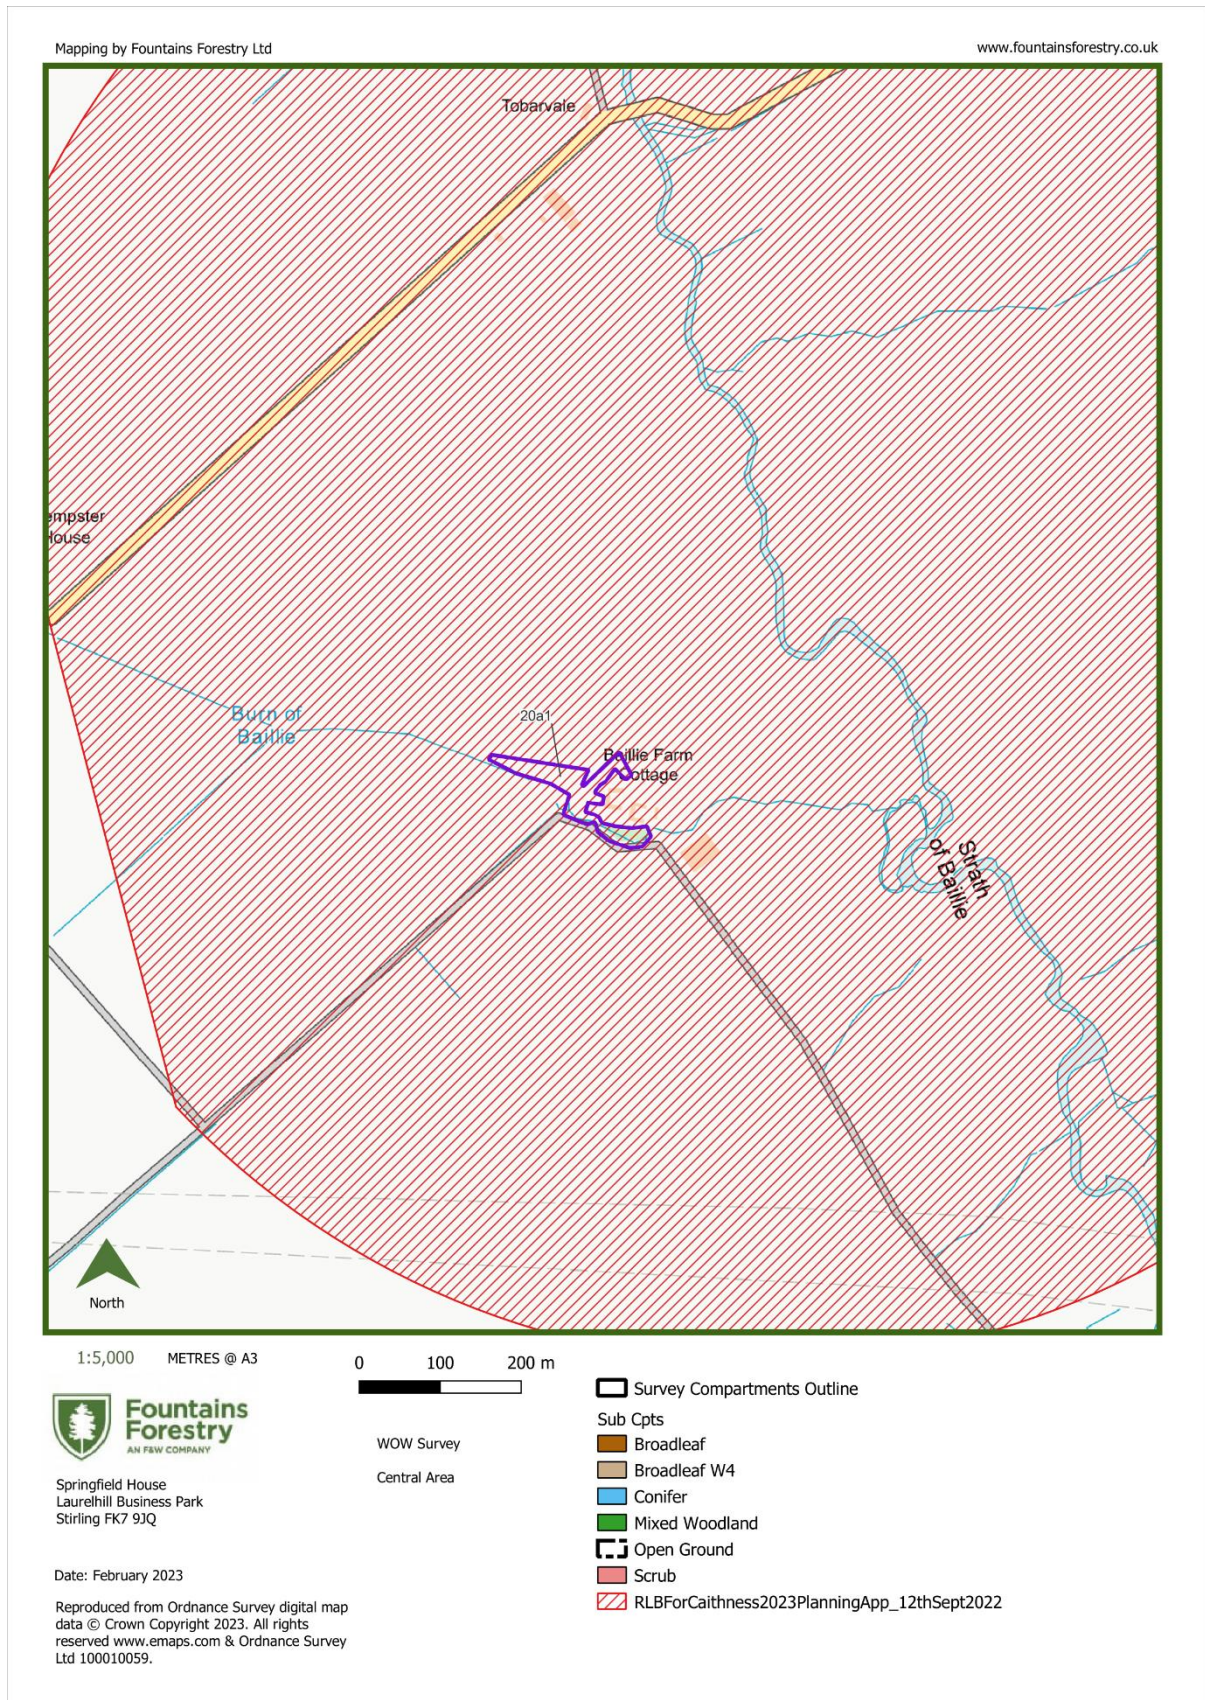 Mapping by Fountains Forestry Ltd
www.fountainsforestry.co.uk
Tobarvale
empster
House
Burn of
Baillie
20a1
Baillie Farm
Cottage
Strath
of Baillie
North
1:5,000 METRES @ A3
0 100 200 m
Fountains
Forestry
AN F&W COMPANY
Springfield House
Laurelhill Business Park
Stirling FK7 9JQ
Date: February 2023
Reproduced from Ordnance Survey digital map
data © Crown Copyright 2023. All rights
reserved www.emaps.com & Ordnance Survey
Ltd 100010059.
WOW Survey
Central Area
Survey Compartments Outline
Sub Cpts
Broadleaf
Broadleaf W4
Conifer
Mixed Woodland
Open Ground
Scrub
RLBForCaithness2023PlanningApp_12thSept2022